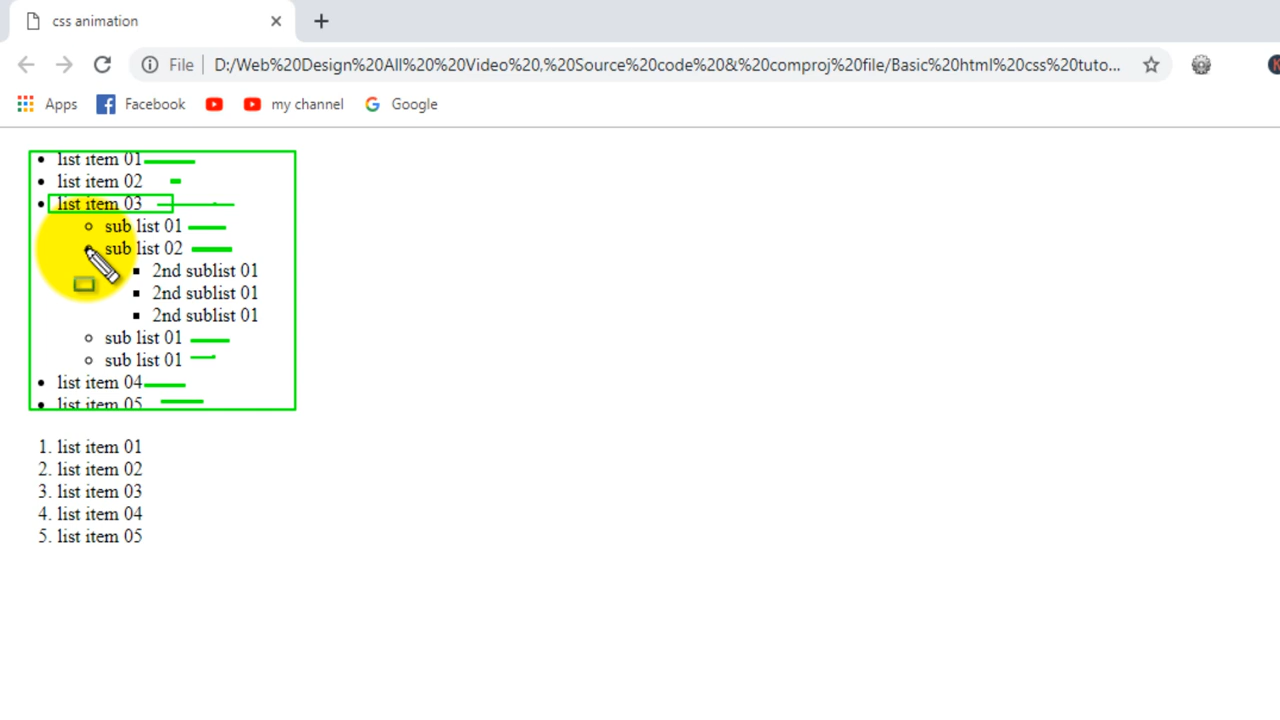 css animation
File D:/Web%20Design%20All%20%20Video%20,%20Source%20code%20&%20comproj%20file/Basic%20html%20css%20tuto...
Apps Facebook my channel Google
• list item 01
• list item 02
• list item 03
○ sub list 01
sub list 02
▪ 2nd sublist 01
▪ 2nd sublist 01
▪ 2nd sublist 01
○ sub list 01
○ sub list 01
• list item 04
• list item 05
1. list item 01
2. list item 02
3. list item 03
4. list item 04
5. list item 05